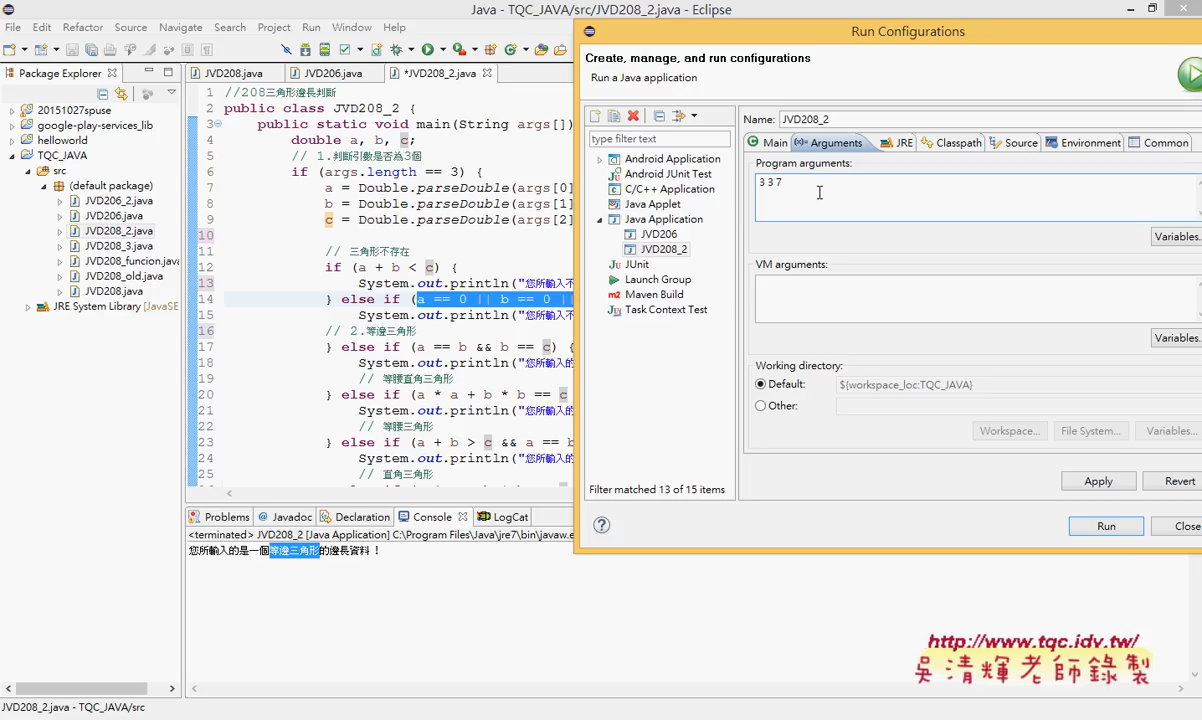 Java - TQC_JAVA/src/JVD208_2.java - Eclipse
File Edit Refactor Source Navigate Search Project Run Window Help
Package Explorer
20151027spuse
google-play-services_lib
helloworld
TQC_JAVA
src
(default package)
JVD206_2.java
JVD206.java
JVD208_2.java
JVD208_3.java
JVD208_funcion.java
JVD208_old.java
JVD208.java
JRE System Library [JavaSE
JVD208.java JVD206.java *JVD208_2.java
1 //208三角形邊長判斷
2 public class JVD208_2 {
3 public static void main(String args[])
4 double a, b, c;
5 // 1.判斷引數是否為3個
6 if (args.length == 3) {
7 a = Double.parseDouble(args[0]
8 b = Double.parseDouble(args[1]
9 c = Double.parseDouble(args[2]
10
11 // 三角形不存在
12 if (a + b < c) {
13 System.out.println("您所輸入不
14 } else if (a == 0 || b == 0 ||
15 System.out.println("您所輸入不
16 // 2.等邊三角形
17 } else if (a == b && b == c) {
18 System.out.println("您所輸入的
19 // 等腰直角三角形
20 } else if (a * a + b * b == c
21 System.out.println("您所輸入的
22 // 等腰三角形
23 } else if (a + b > c && a == b
24 System.out.println("您所輸入的
25 // 直角三角形
Problems Javadoc Declaration Console LogCat
<terminated> JVD208_2 [Java Application] C:\Program Files\Java\jre7\bin\javaw.e
您所輸入的是一個等邊三角形的邊長資料！
Run Configurations
Create, manage, and run configurations
Run a Java application
type filter text
Android Application
Android JUnit Test
C/C++ Application
Java Applet
Java Application
JVD206
JVD208_2
JUnit
Launch Group
Maven Build
Task Context Test
Filter matched 13 of 15 items
Name: JVD208_2
Main Arguments JRE Classpath Source Environment Common
Program arguments:
3 3 7
Variables.
VM arguments:
Variables.
Working directory:
Default: ${workspace_loc:TQC_JAVA}
Other:
Workspace... File System... Variables...
Apply Revert
Run Close
http://www.tqc.idv.tw/
吳清輝老師錄製
JVD208_2.java - TQC_JAVA/src